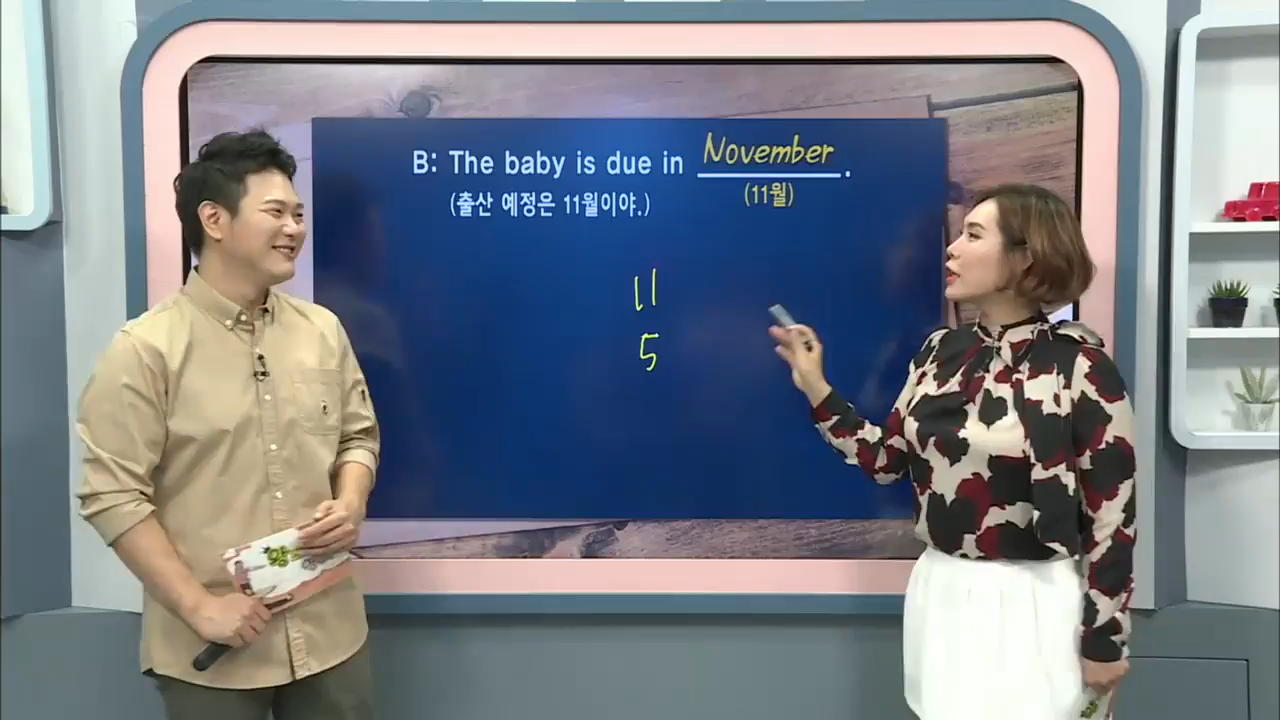 B: The baby is due in November.
(출산 예정은 11월이야.) (11월)
11
5